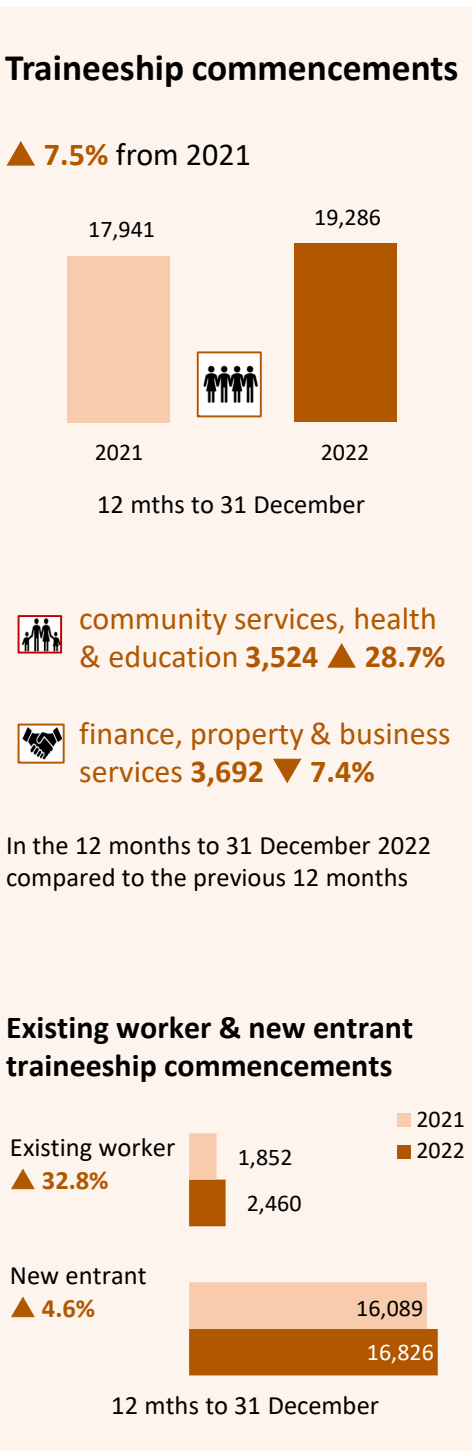 Traineeship commencements
▲ 7.5% from 2021
17,941
19,286
2021
2022
12 mths to 31 December
community services, health
& education 3,524 ▲ 28.7%
finance, property & business
services 3,692 ▼ 7.4%
In the 12 months to 31 December 2022
compared to the previous 12 months
Existing worker & new entrant
traineeship commencements
2021
2022
Existing worker
▲ 32.8%
1,852
2,460
New entrant
▲ 4.6%
16,089
16,826
12 mths to 31 December